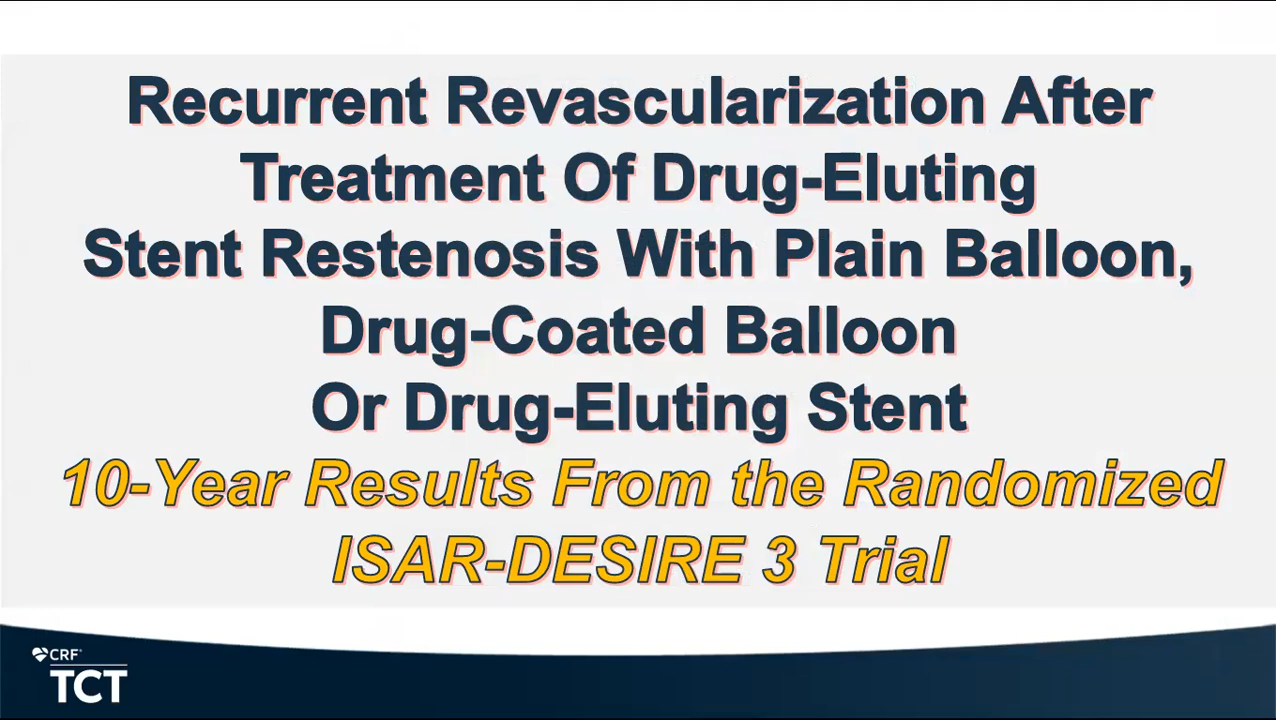 Recurrent Revascularization After
Treatment Of Drug-Eluting
Stent Restenosis With Plain Balloon,
Drug-Coated Balloon
Or Drug-Eluting Stent
10-Year Results From the Randomized
ISAR-DESIRE 3 Trial
CRF®
TCT